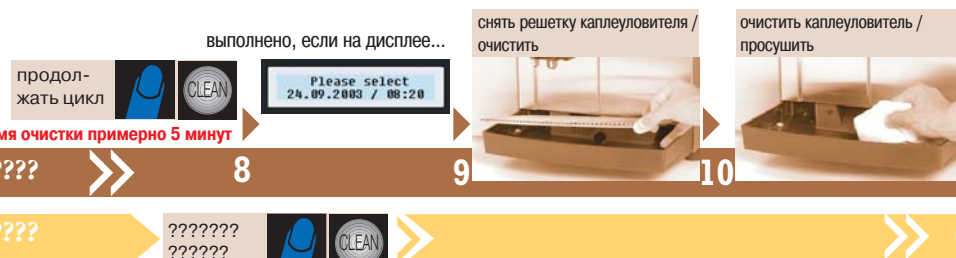 снять решетку каплеуловителя /
очистить
очистить каплеуловитель /
просушить
выполнено, если на дисплее...
продол-
жать цикл
CLEAN
Please select
24.09.2003 / 08:20
мя очистки примерно 5 минут
????
8
9
10
????
???????
??????
CLEAN